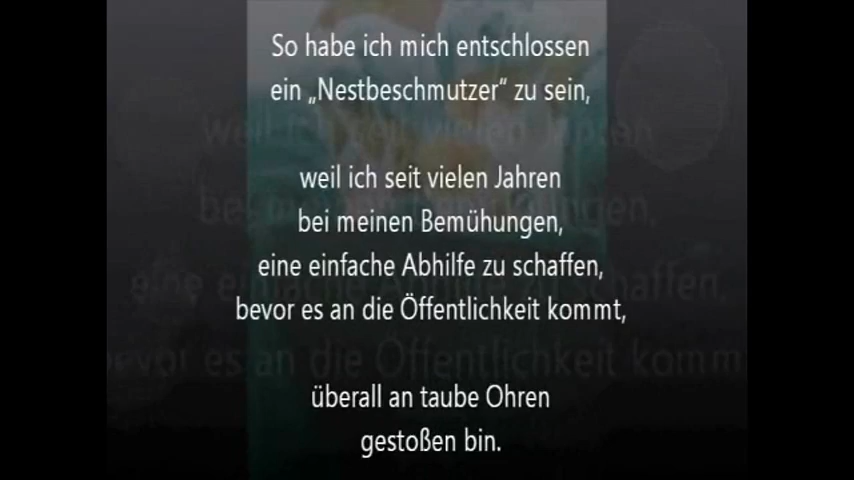 So habe ich mich entschlossen
ein „Nestbeschmutzer“ zu sein,
weil ich seit vielen Jahren
bei meinen Bemühungen,
eine einfache Abhilfe zu schaffen,
bevor es an die Öffentlichkeit kommt,
überall an taube Ohren
gestoßen bin.